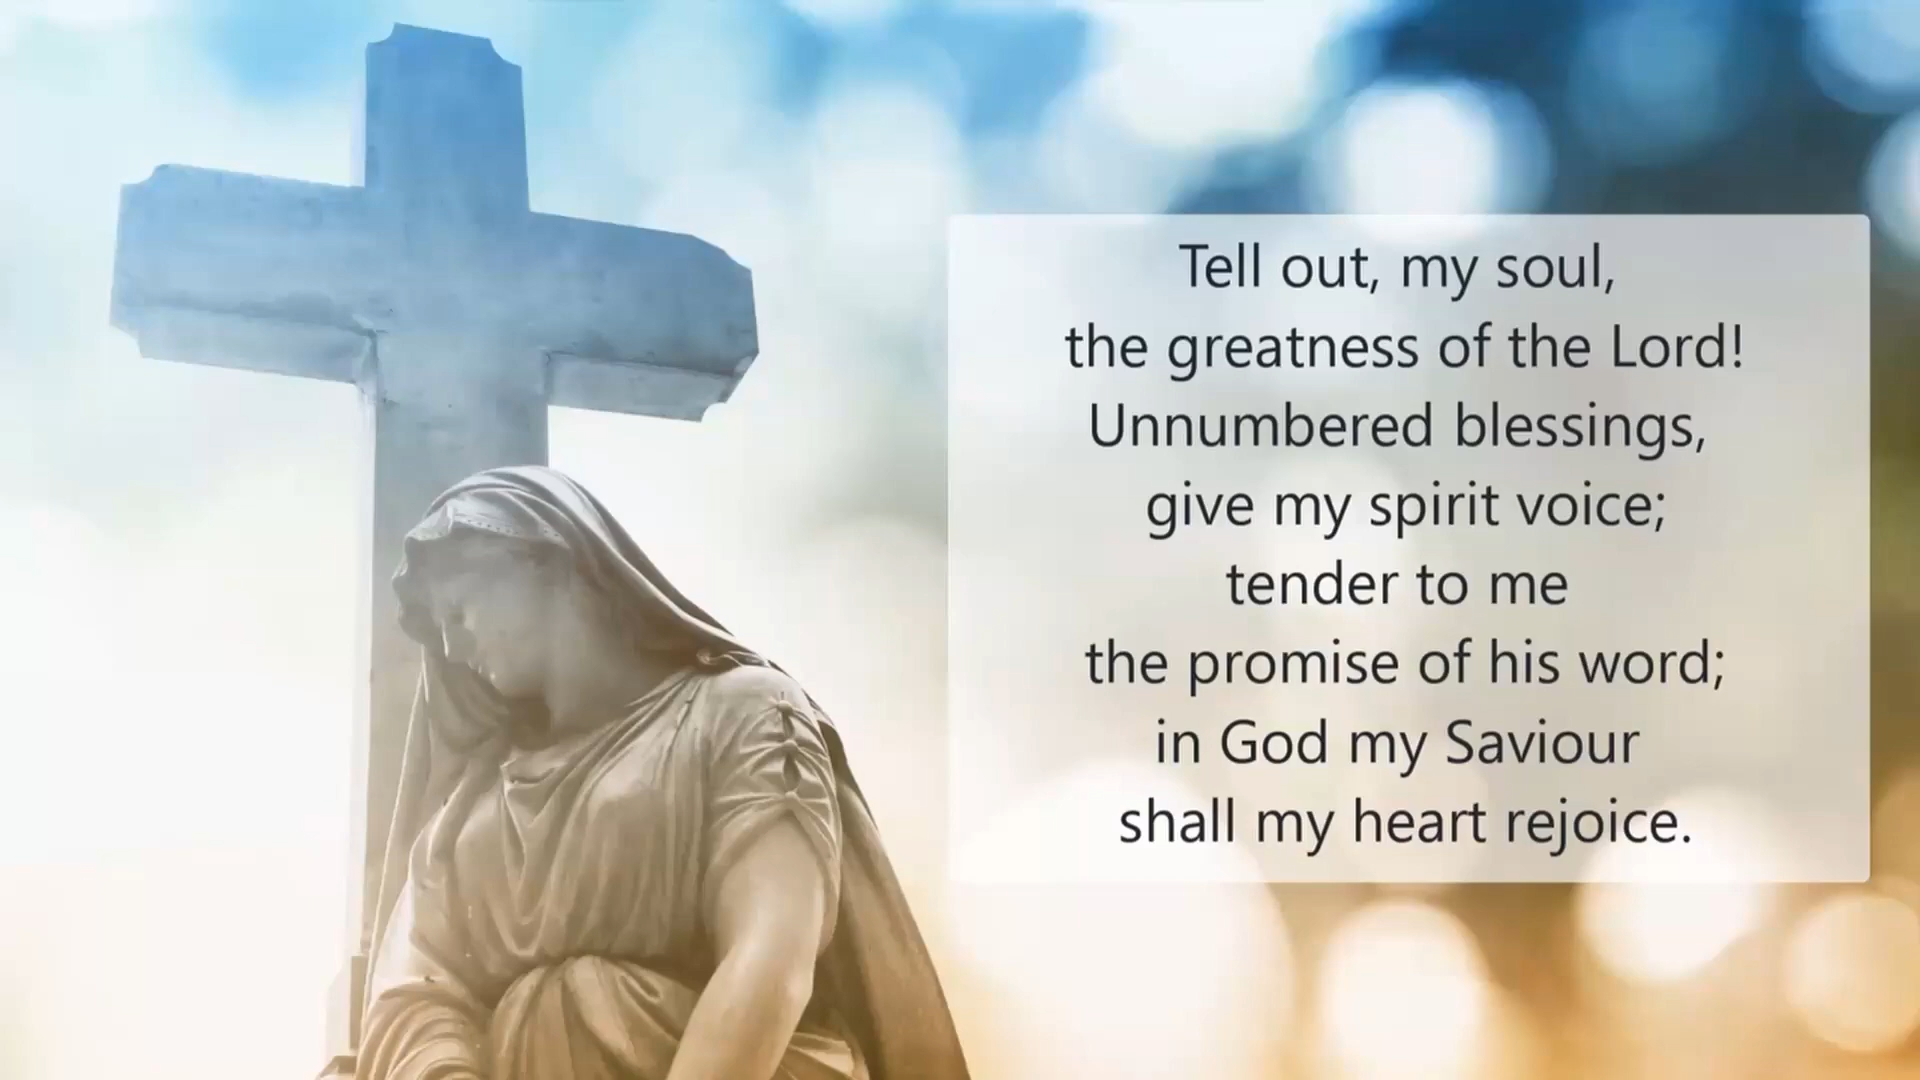 Tell out, my soul,
the greatness of the Lord!
Unnumbered blessings,
give my spirit voice;
tender to me
the promise of his word;
in God my Saviour
shall my heart rejoice.